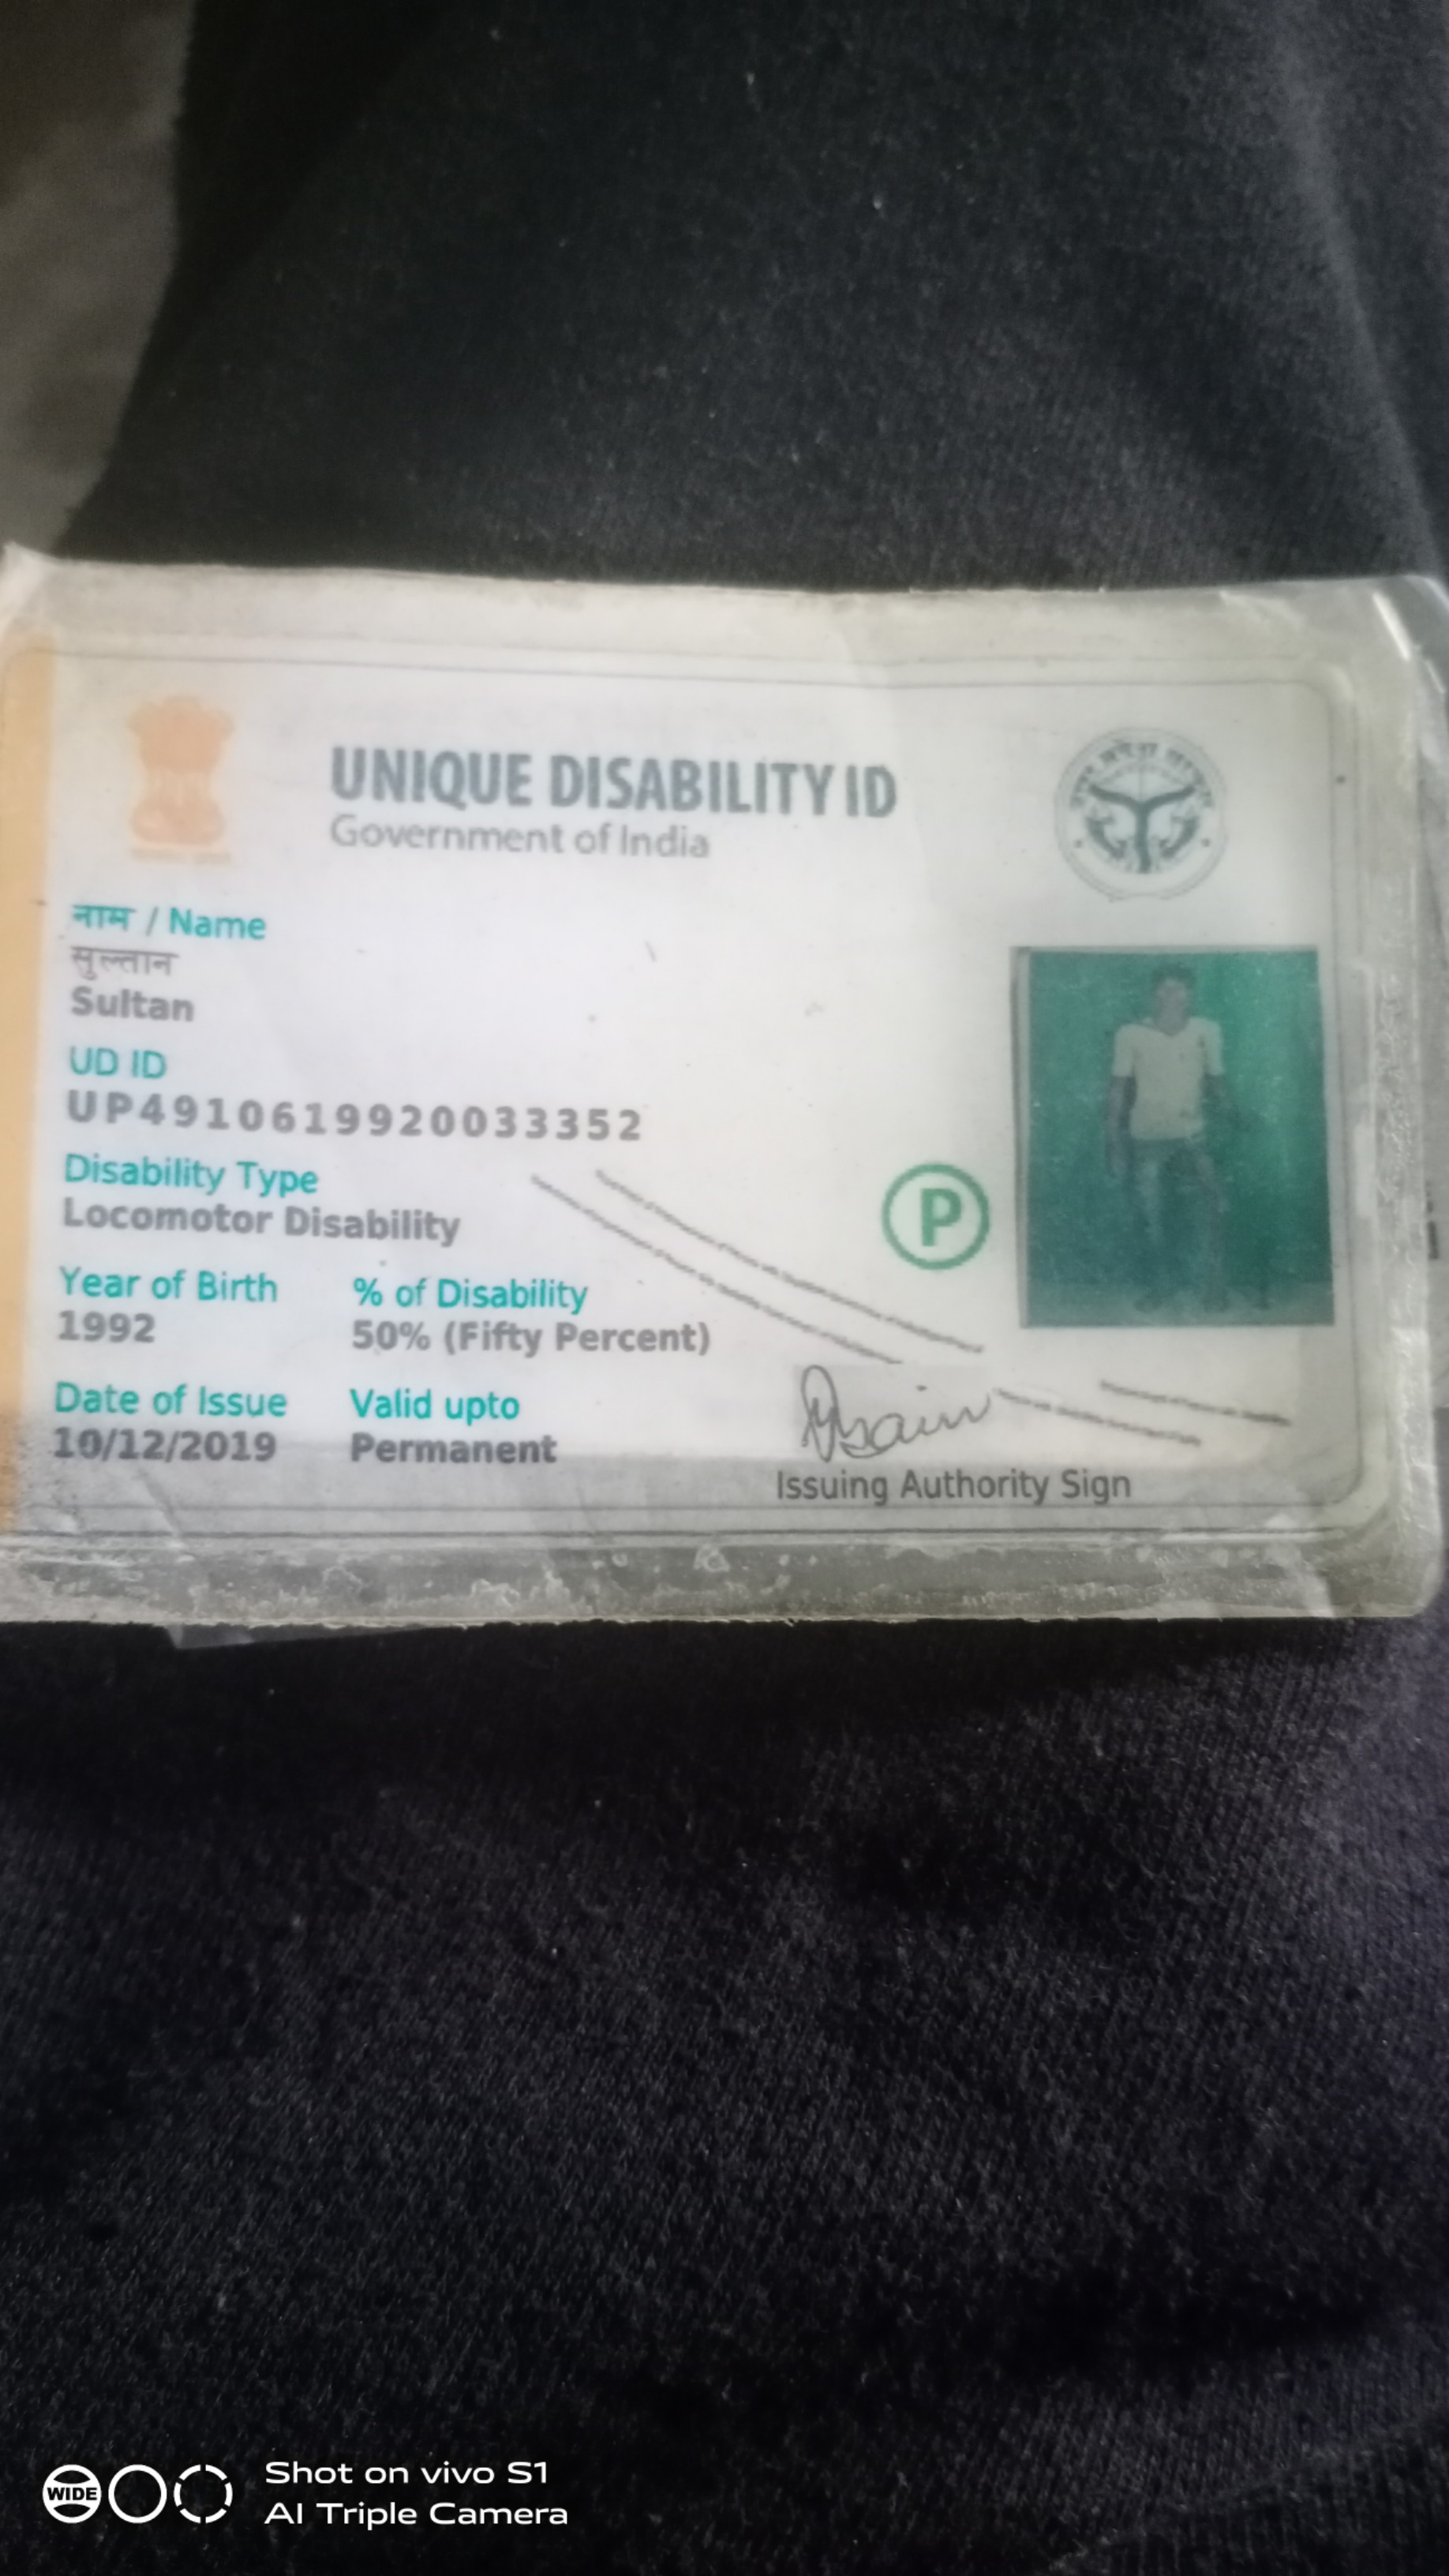 UNIQUE DISABILITY ID
Government of India
नाम / Name
सुल्तान
Sultan
UD ID
UP4910619920033352
Disability Type
Locomotor Disability
P
Year of Birth % of Disability
1992 50% (Fifty Percent)
Date of Issue Valid upto
10/12/2019 Permanent
Issuing Authority Sign
WIDE
Shot on vivo S1
AI Triple Camera